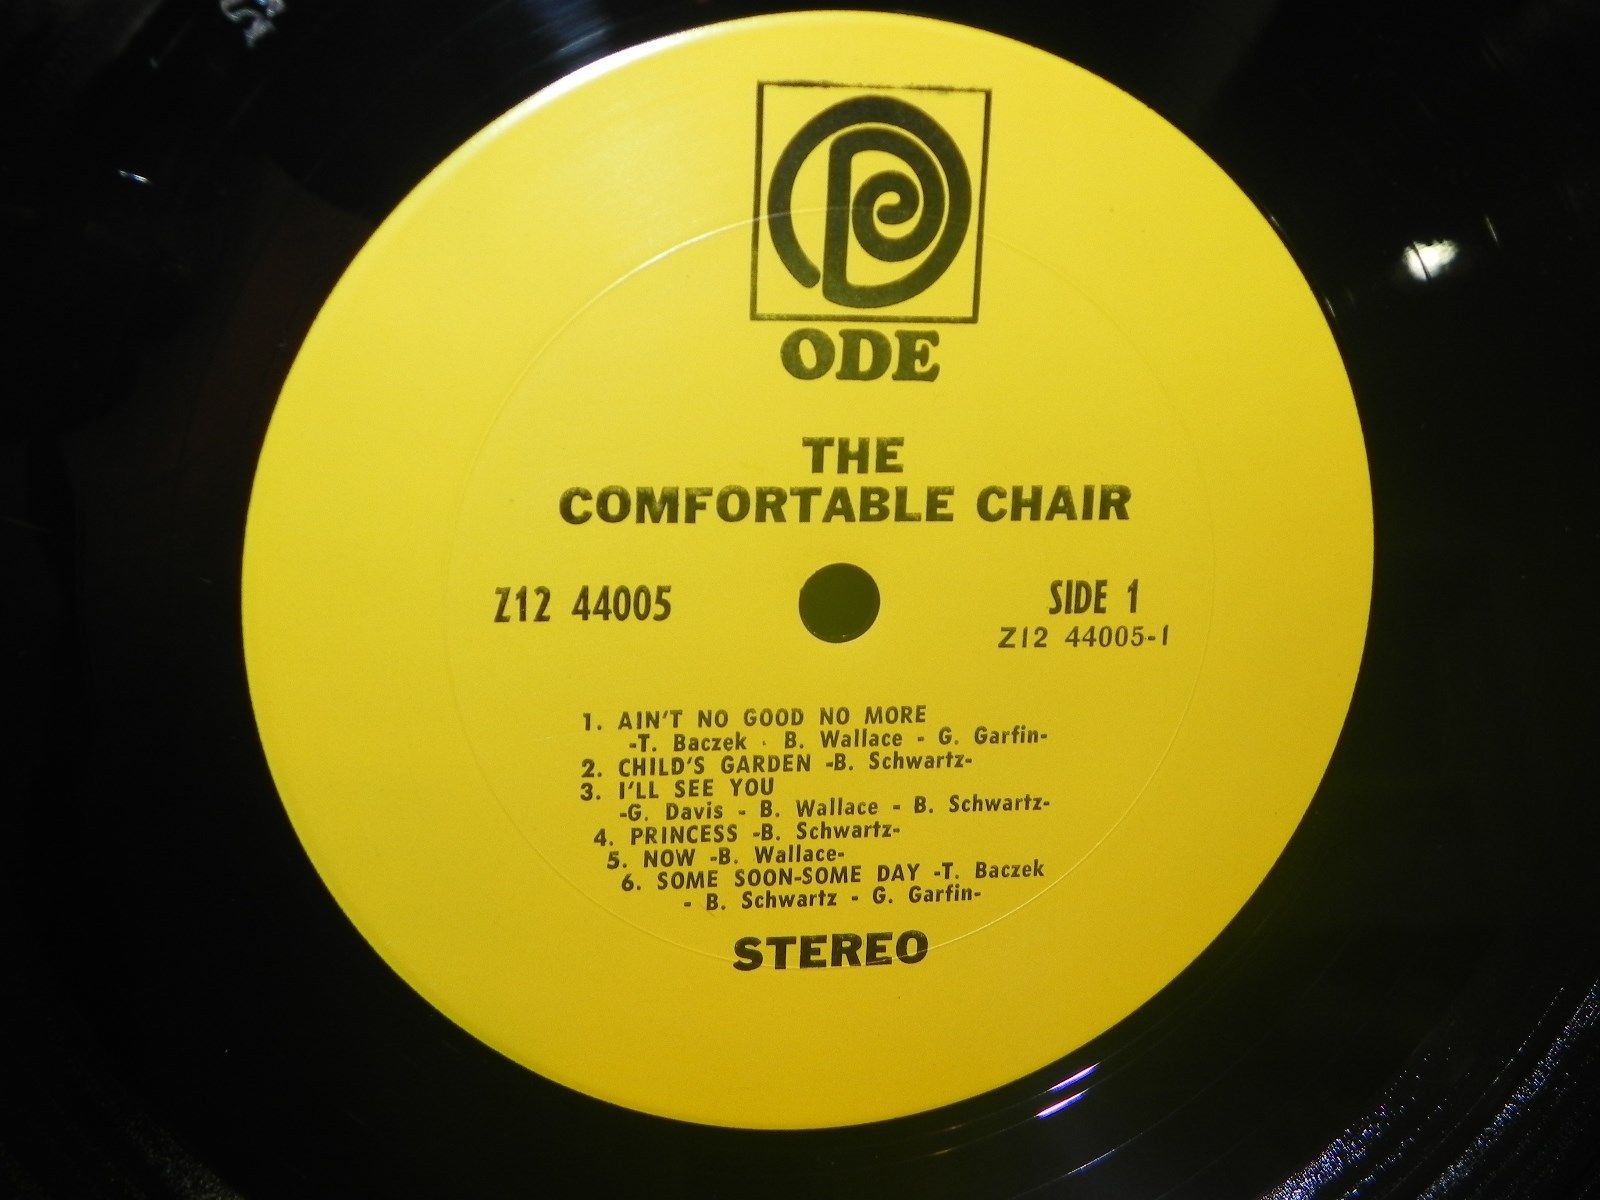 ODE
THE
COMFORTABLE CHAIR
Z12 44005
SIDE 1
Z12 44005-1
1. AIN'T NO GOOD NO MORE
-T. Baczek - B. Wallace - G. Garfin-
2. CHILD'S GARDEN -B. Schwartz-
3. I'LL SEE YOU
-G. Davis - B. Wallace - B. Schwartz-
4. PRINCESS -B. Schwartz-
5. NOW -B. Wallace-
6. SOME SOON-SOME DAY -T. Baczek
- B. Schwartz - G. Garfin-
STEREO